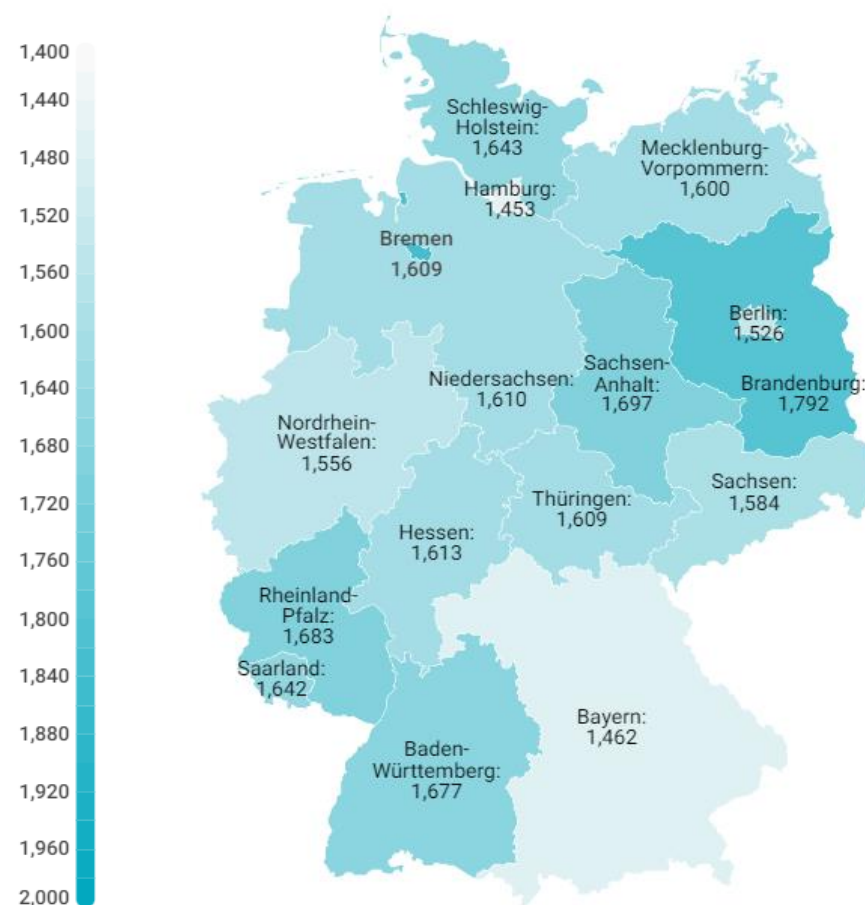 1,400
1,440
1,480
1,520
1,560
1,600
1,640
1,680
1,720
1,760
1,800
1,840
1,880
1,920
1,960
2,000
Schleswig-
Holstein:
1,643
Mecklenburg-
Vorpommern:
1,600
Hamburg:
1,453
Bremen
1,609
Berlin:
1,526
Niedersachsen:
1,610
Sachsen-
Anhalt:
1,697
Brandenburg:
1,792
Nordrhein-
Westfalen:
1,556
Sachsen:
1,584
Thüringen:
1,609
Hessen:
1,613
Rheinland-
Pfalz:
1,683
Saarland:
1,642
Bayern:
1,462
Baden-
Württemberg:
1,677